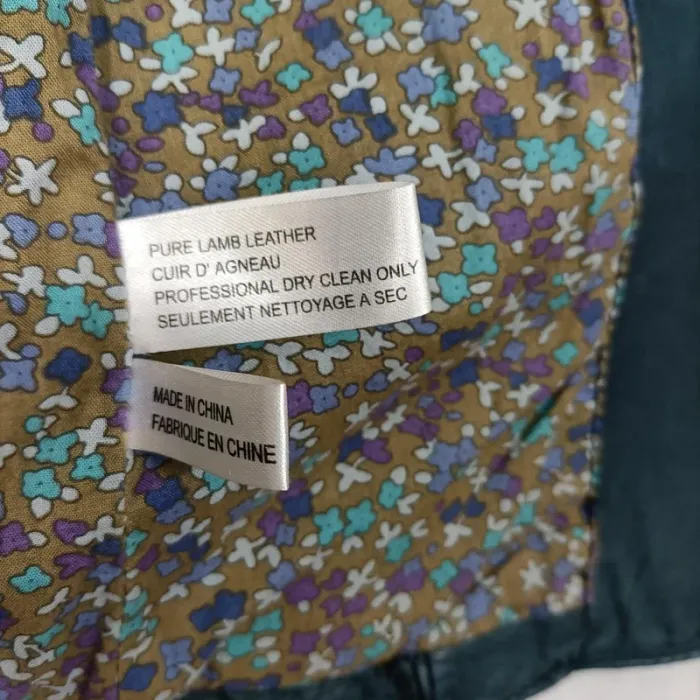 PURE LAMB LEATHER
CUIR D' AGNEAU
PROFESSIONAL DRY CLEAN ONLY
SEULEMENT NETTOYAGE A SEC
MADE IN CHINA
FABRIQUE EN CHINE